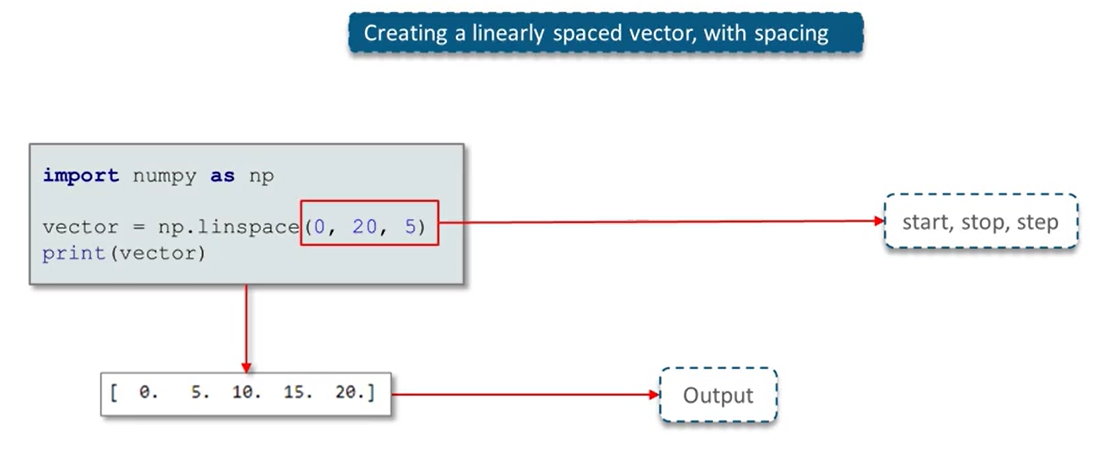 Creating a linearly spaced vector, with spacing
import numpy as np
vector = np.linspace(0, 20, 5)
print(vector)
start, stop, step
[  0.   5.  10.  15.  20.]
Output